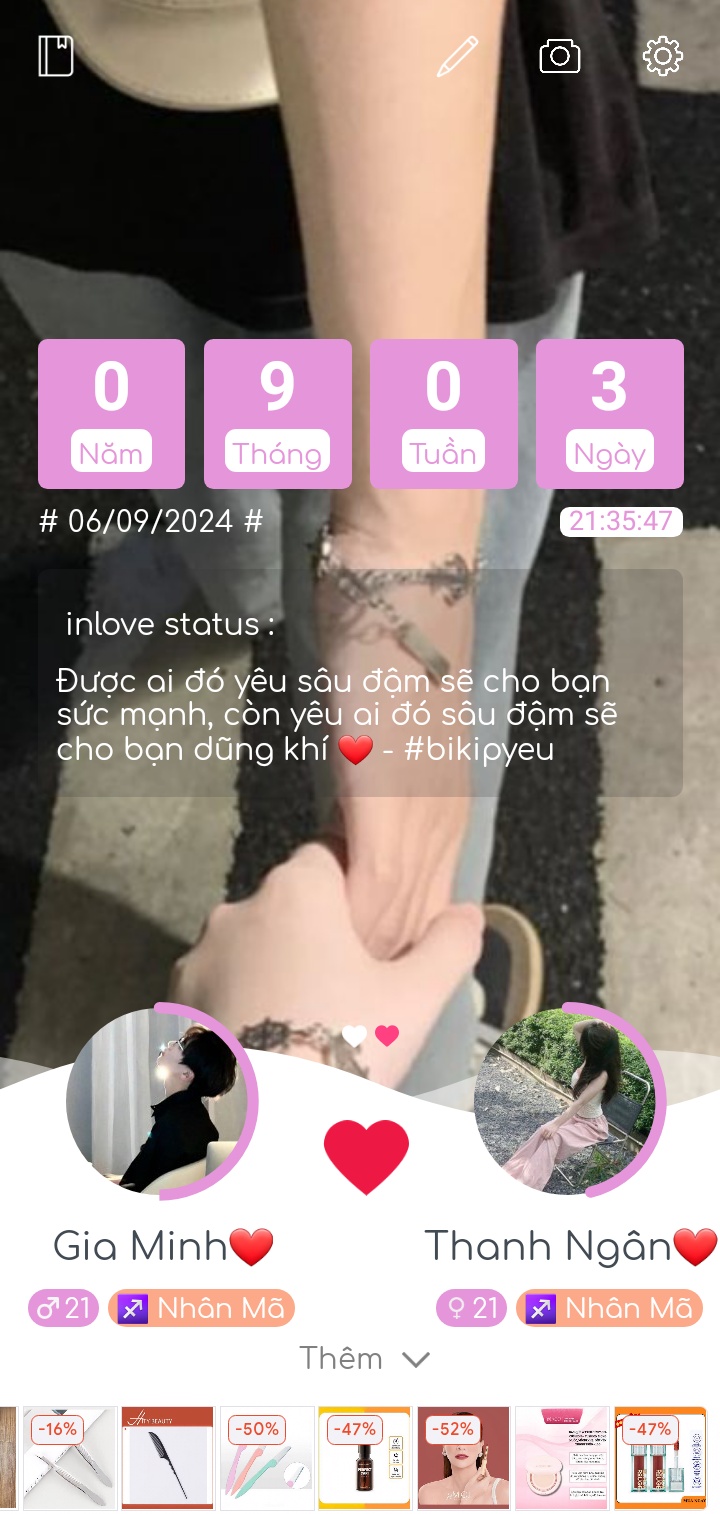 0 9 0 3
Năm Tháng Tuần Ngày
# 06/09/2024 # 21:35:47
inlove status :
Được ai đó yêu sâu đậm sẽ cho bạn
sức mạnh, còn yêu ai đó sâu đậm sẽ
cho bạn dũng khí ❤️ - #bikipyeu
Gia Minh❤️ Thanh Ngân❤️
♂ 21 ♐ Nhân Mã ♀ 21 ♐ Nhân Mã
Thêm
-16% -50% -47% -52% -47%